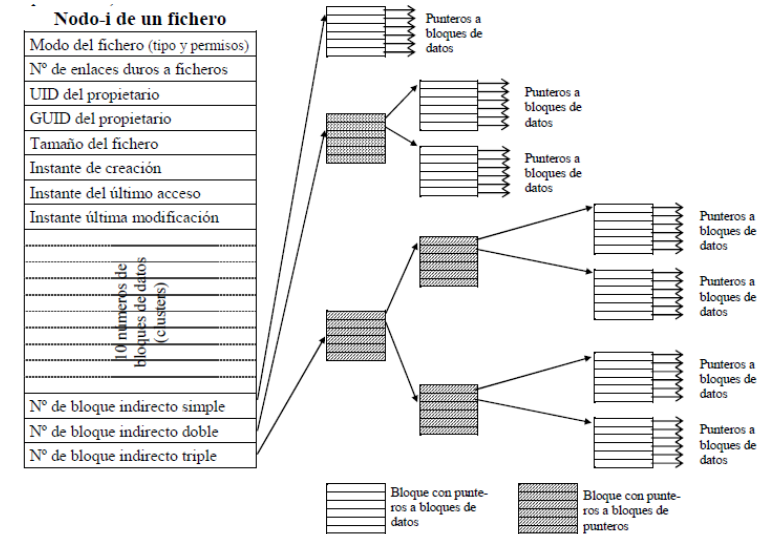 Nodo-i de un fichero
Modo del fichero (tipo y permisos)
Nº de enlaces duros a ficheros
UID del propietario
GUID del propietario
Tamaño del fichero
Instante de creación
Instante del último acceso
Instante última modificación
10 números de
bloques de datos
(clusters)
Nº de bloque indirecto simple
Nº de bloque indirecto doble
Nº de bloque indirecto triple
Punteros a
bloques de
datos
Punteros a
bloques de
datos
Punteros a
bloques de
datos
Punteros a
bloques de
datos
Punteros a
bloques de
datos
Punteros a
bloques de
datos
Punteros a
bloques de
datos
Bloque con punte-
ros a bloques de
datos
Bloque con punte-
ros a bloques de
punteros